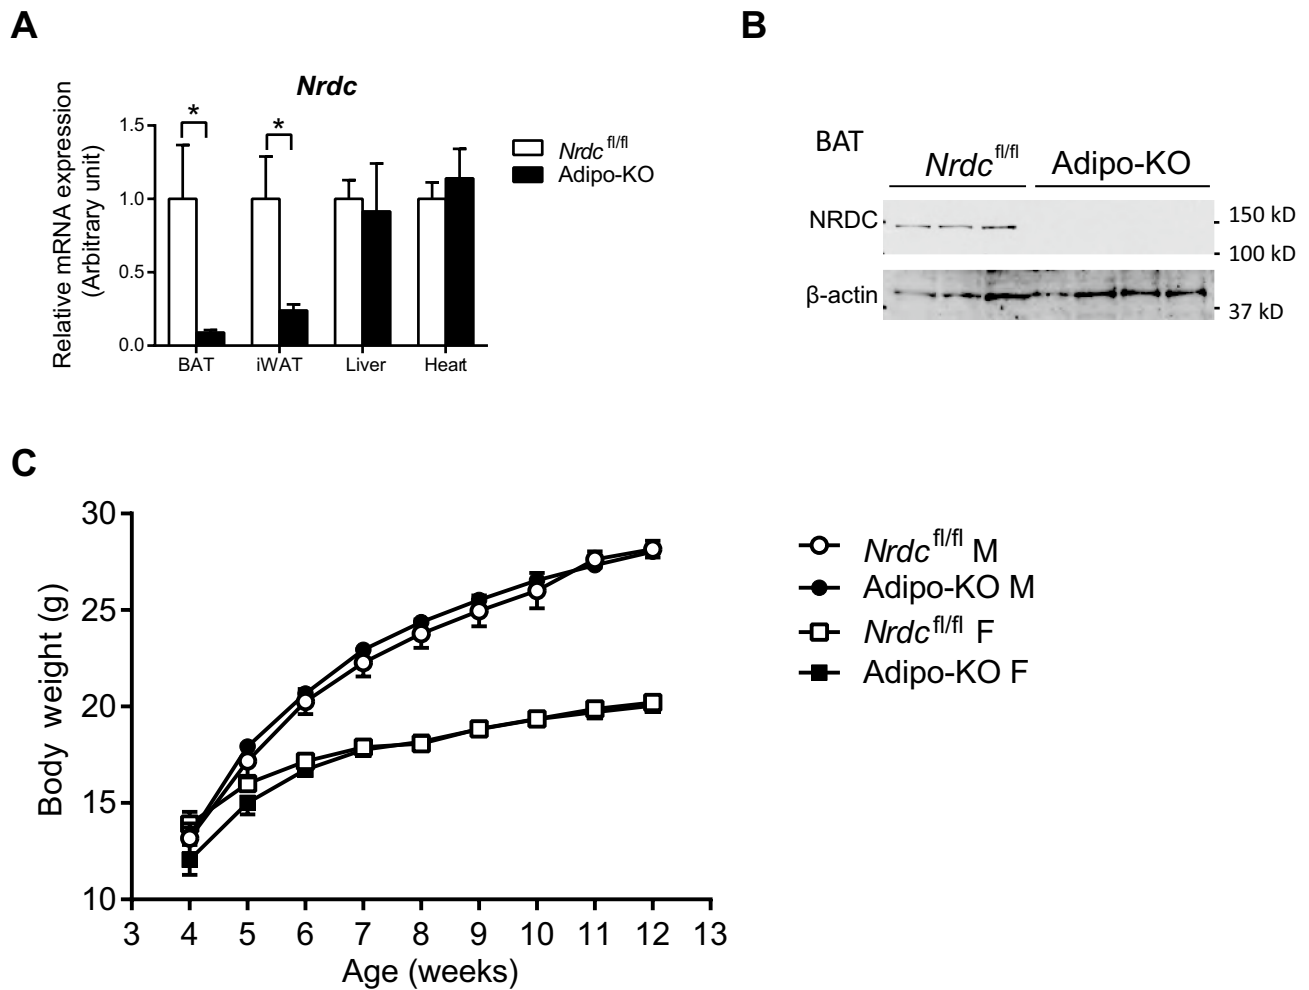 A
Nrdc
Relative mRNA expression
(Arbitrary unit)
1.5
1.0
0.5
0.0
*
*
BAT
iWAT
Liver
Heart
Nrdc fl/fl
Adipo-KO
B
BAT
Nrdc fl/fl
Adipo-KO
NRDC
150 kD
100 kD
β-actin
37 kD
C
Body weight (g)
30
25
20
15
10
3 4 5 6 7 8 9 10 11 12 13
Age (weeks)
Nrdc fl/fl M
Adipo-KO M
Nrdc fl/fl F
Adipo-KO F